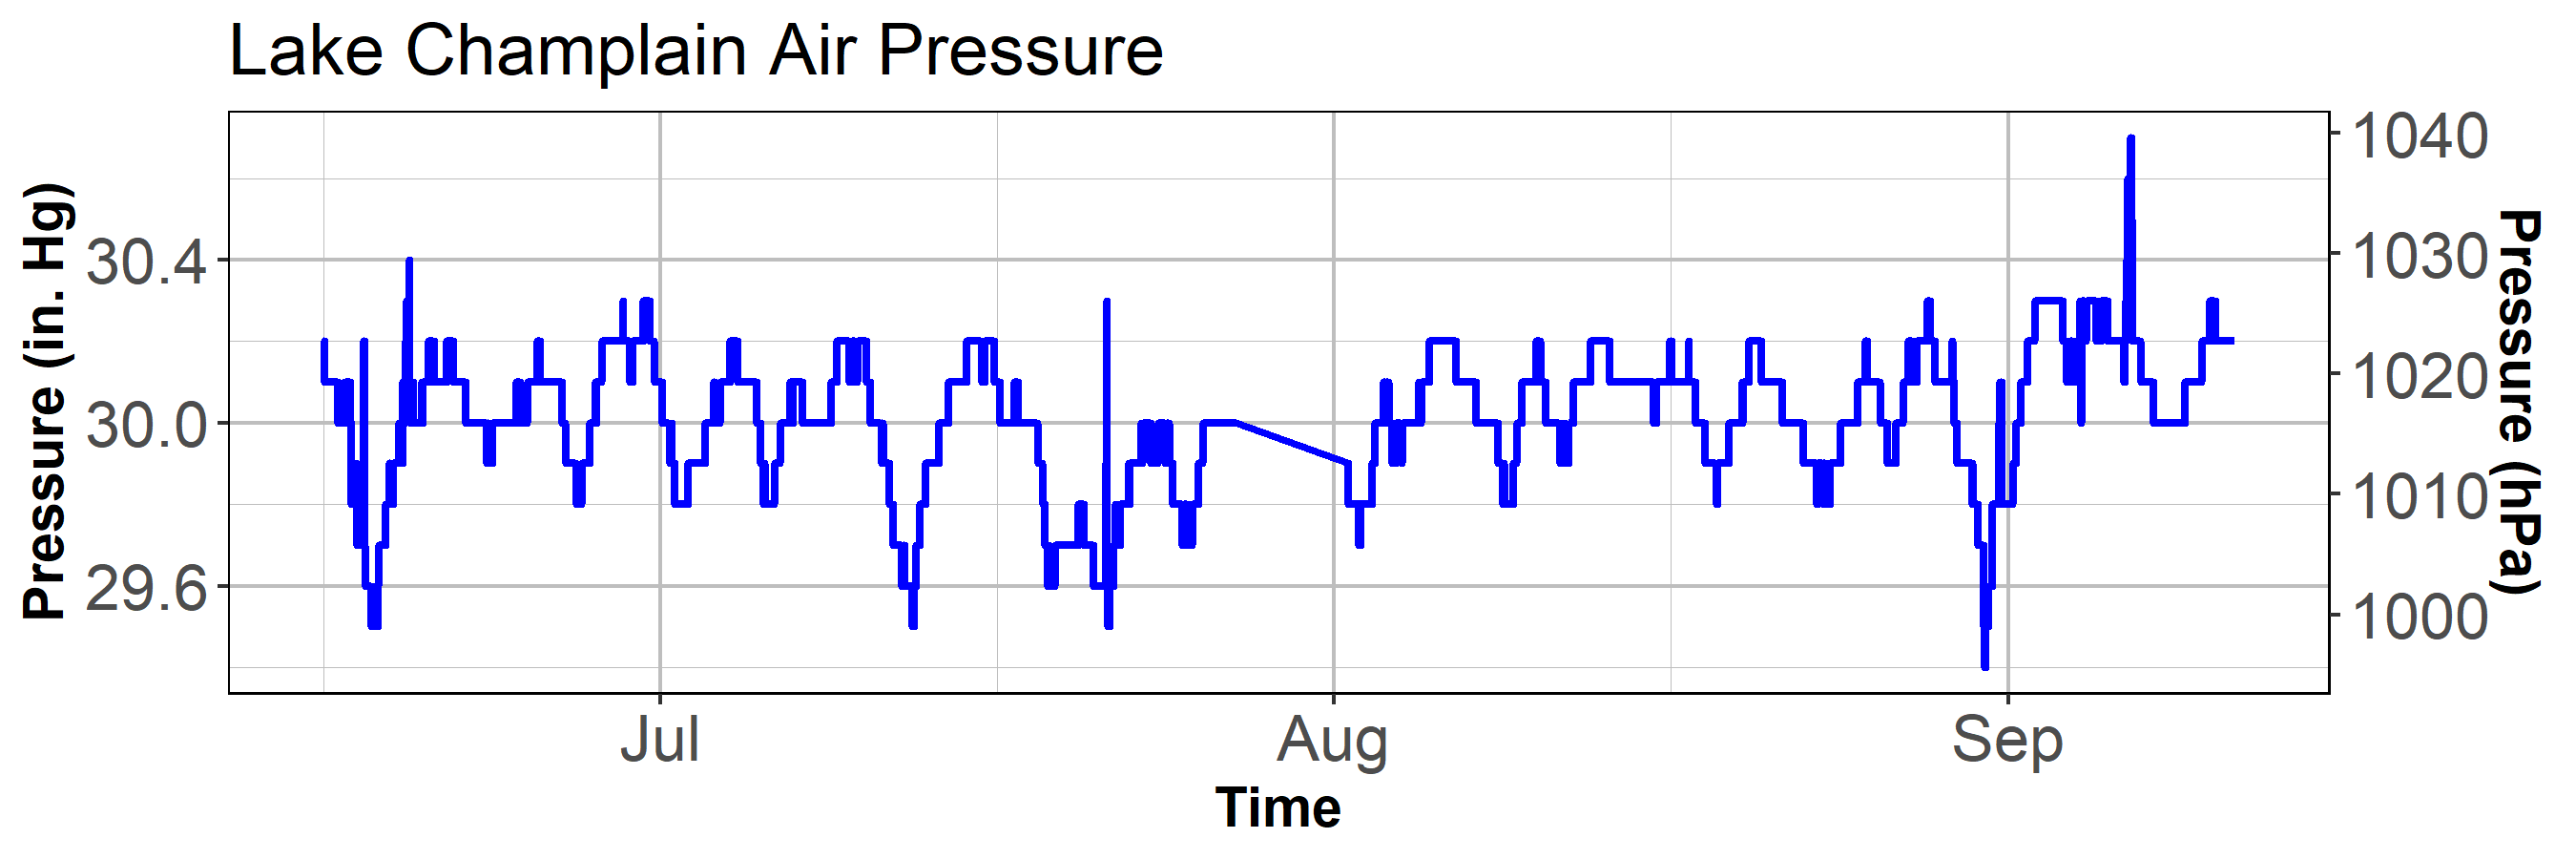 Lake Champlain Air Pressure
Pressure (in. Hg)
30.4
30.0
29.6
1040
1030
1020
1010
1000
Pressure (hPa)
Jul Aug Sep
Time